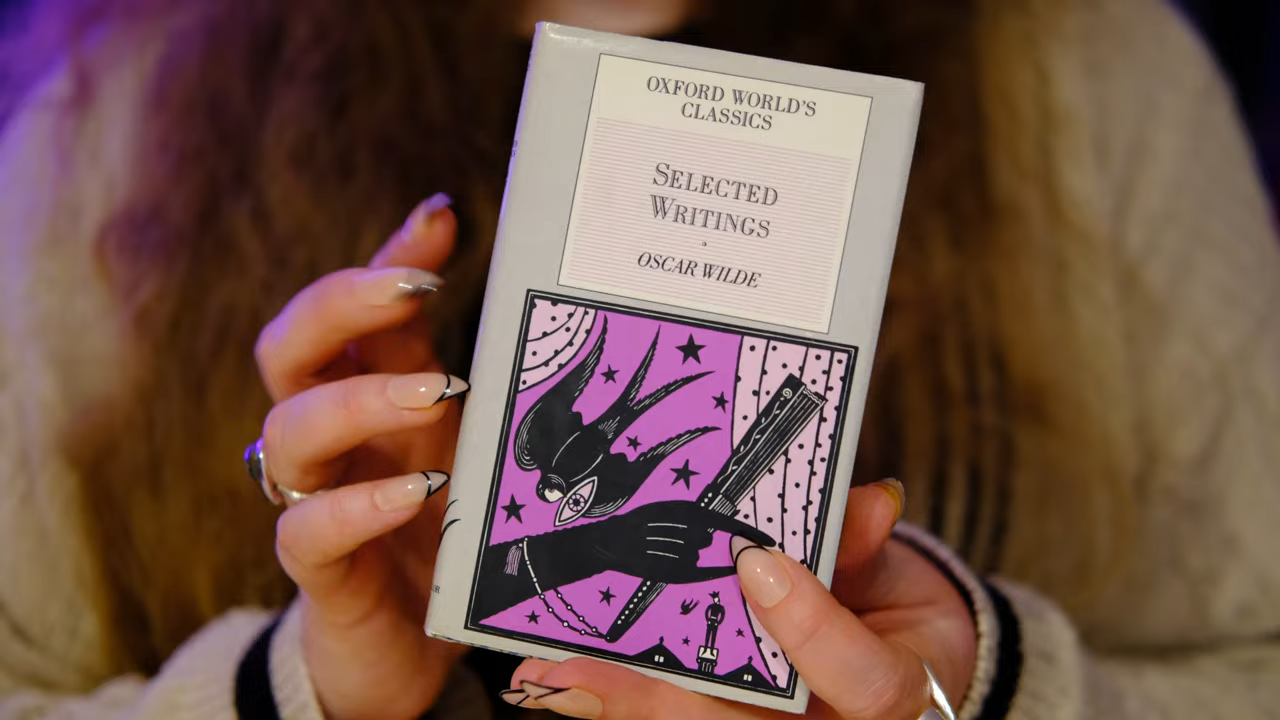 OXFORD WORLD'S
CLASSICS
SELECTED
WRITINGS
OSCAR WILDE